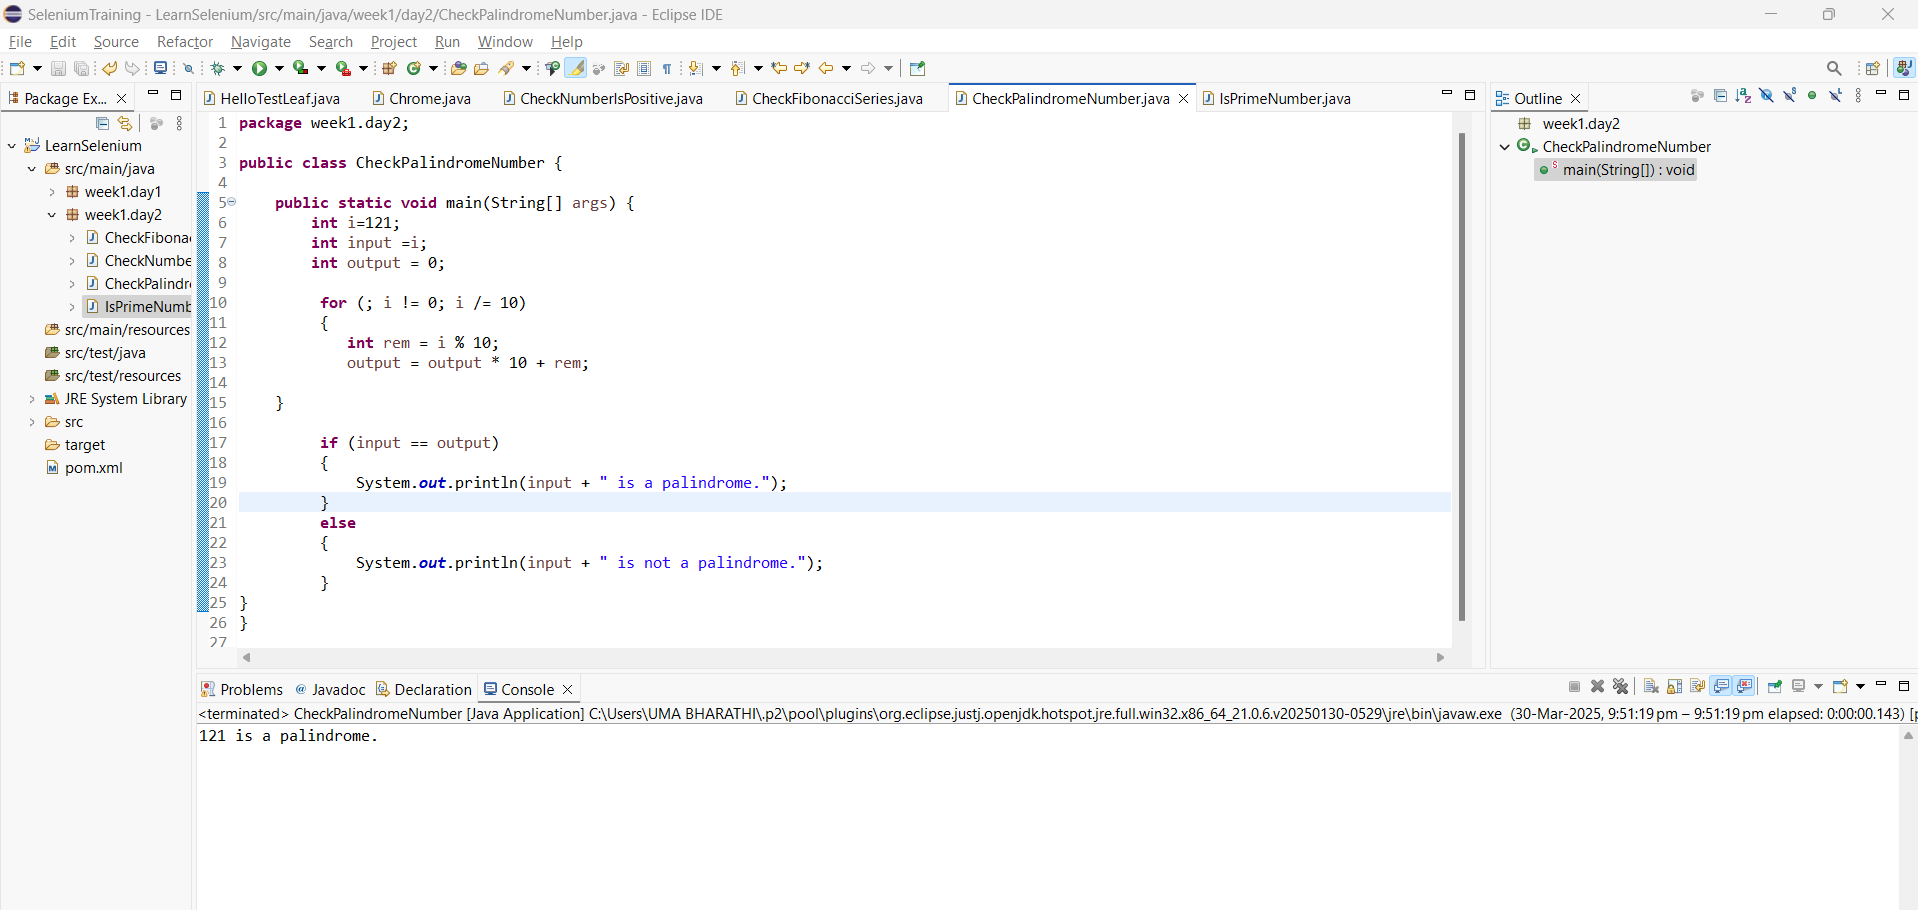 SeleniumTraining - LearnSelenium/src/main/java/week1/day2/CheckPalindromeNumber.java - Eclipse IDE
File Edit Source Refactor Navigate Search Project Run Window Help
Package Ex...
LearnSelenium
src/main/java
week1.day1
week1.day2
CheckFibona
CheckNumbe
CheckPalindr
IsPrimeNumb
src/main/resources
src/test/java
src/test/resources
JRE System Library
src
target
pom.xml
HelloTestLeaf.java Chrome.java CheckNumberIsPositive.java CheckFibonacciSeries.java CheckPalindromeNumber.java IsPrimeNumber.java
1 package week1.day2;
2
3 public class CheckPalindromeNumber {
4
5 public static void main(String[] args) {
6 int i=121;
7 int input =i;
8 int output = 0;
9
10 for (; i != 0; i /= 10)
11 {
12 int rem = i % 10;
13 output = output * 10 + rem;
14
15 }
16
17 if (input == output)
18 {
19 System.out.println(input + " is a palindrome.");
20 }
21 else
22 {
23 System.out.println(input + " is not a palindrome.");
24 }
25 }
26 }
27
Outline
week1.day2
CheckPalindromeNumber
main(String[]) : void
Problems @ Javadoc Declaration Console
<terminated> CheckPalindromeNumber [Java Application] C:\Users\UMA BHARATHI\.p2\pool\plugins\org.eclipse.justj.openjdk.hotspot.jre.full.win32.x86_64_21.0.6.v20250130-0529\jre\bin\javaw.exe (30-Mar-2025, 9:51:19 pm – 9:51:19 pm elapsed: 0:00:00.143) [p
121 is a palindrome.